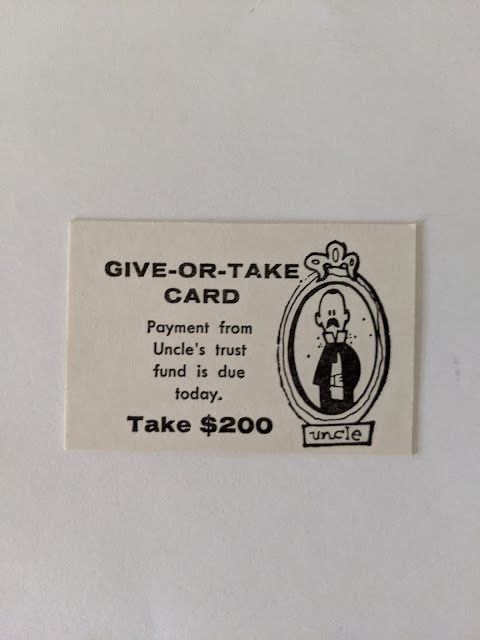 GIVE-OR-TAKE
CARD
Payment from
Uncle's trust
fund is due
today.
Take $200
uncle